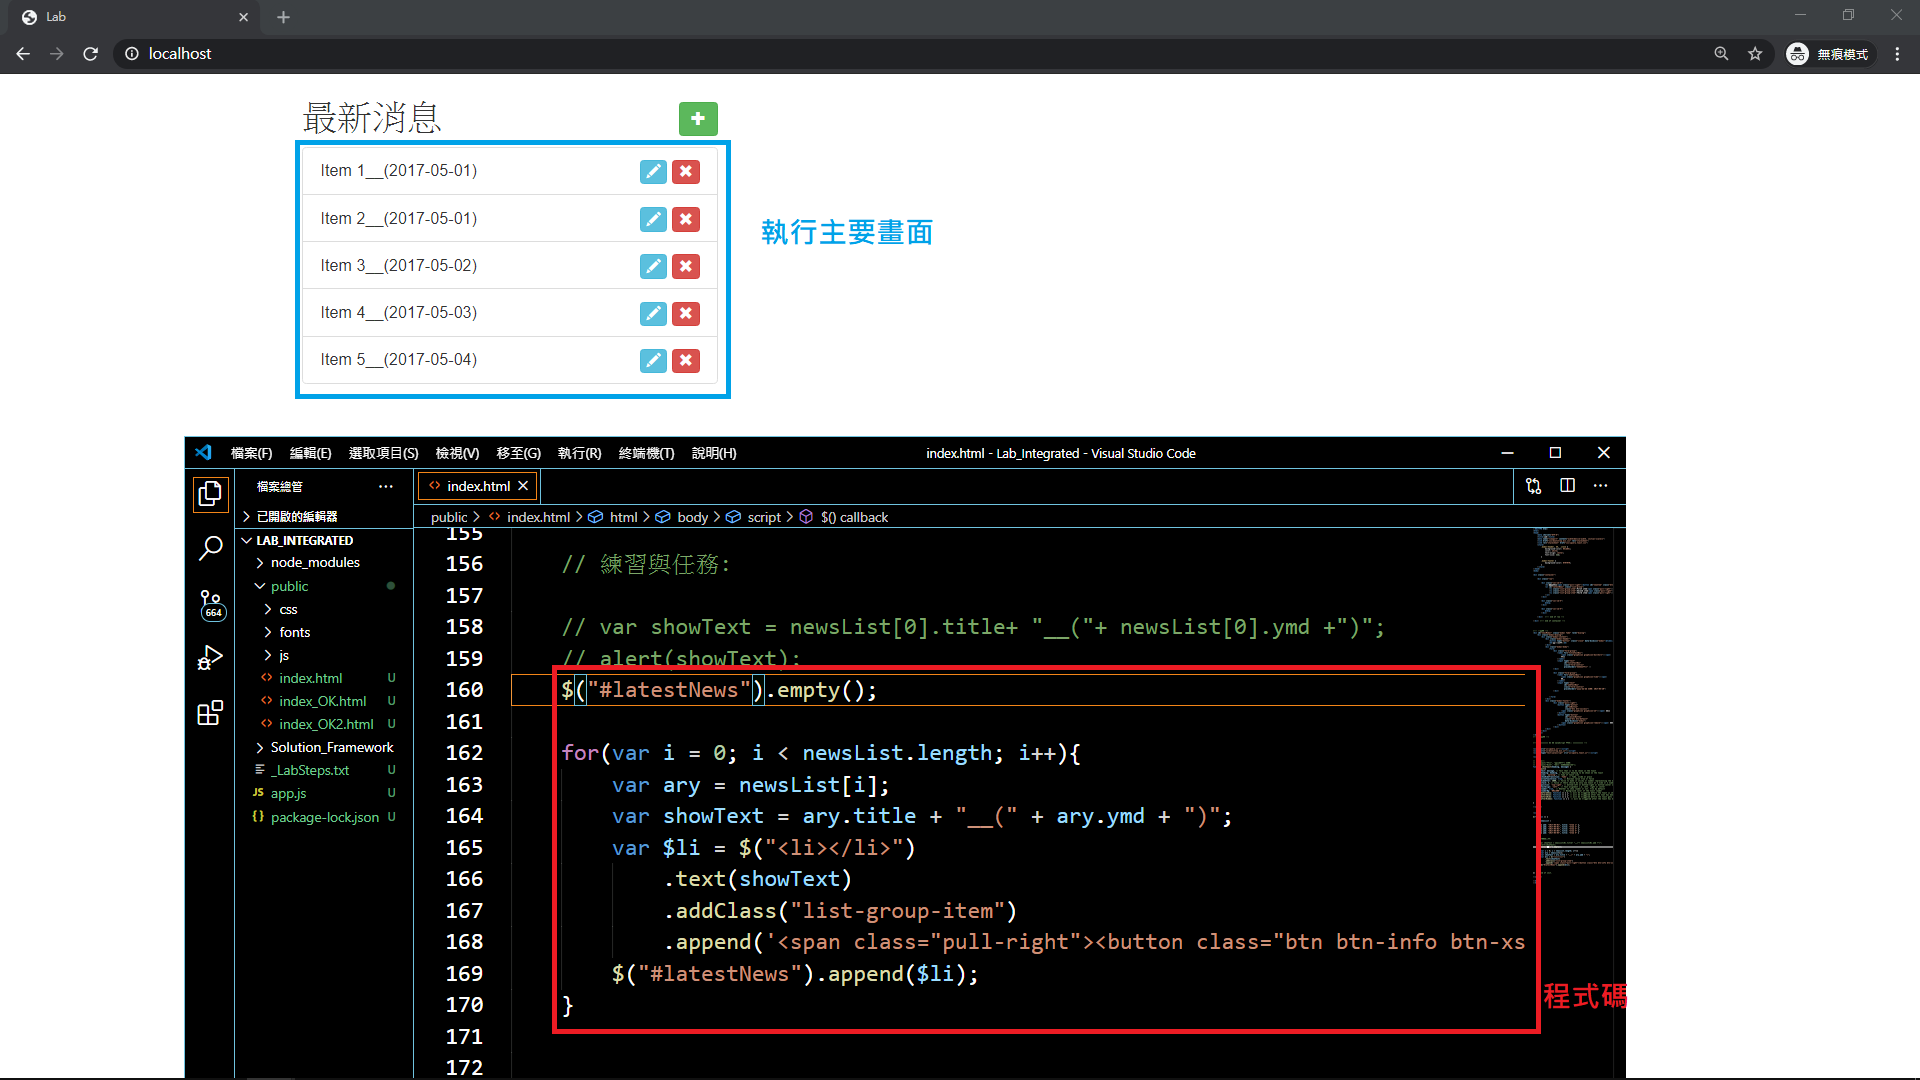 Lab
localhost
無痕模式
最新消息
Item 1__(2017-05-01)
Item 2__(2017-05-01)
Item 3__(2017-05-02)
Item 4__(2017-05-03)
Item 5__(2017-05-04)
執行主要畫面
檔案(F) 編輯(E) 選取項目(S) 檢視(V) 移至(G) 執行(R) 終端機(T) 說明(H)
index.html - Lab_Integrated - Visual Studio Code
檔案總管
index.html
已開啟的編輯器
public > index.html > html > body > script > $() callback
LAB_INTEGRATED
node_modules
public
css
fonts
js
index.html U
index_OK.html U
index_OK2.html U
Solution_Framework
_LabSteps.txt U
JS app.js U
{} package-lock.json U
664
155
156 // 練習與任務:
157
158 // var showText = newsList[0].title+ "__("+ newsList[0].ymd +")";
159 // alert(showText);
160 $("#latestNews").empty();
161
162 for(var i = 0; i < newsList.length; i++){
163 var ary = newsList[i];
164 var showText = ary.title + "__(" + ary.ymd + ")";
165 var $li = $("<li></li>")
166 .text(showText)
167 .addClass("list-group-item")
168 .append('<span class="pull-right"><button class="btn btn-info btn-xs
169 $("#latestNews").append($li);
170 }
171
172
程式碼